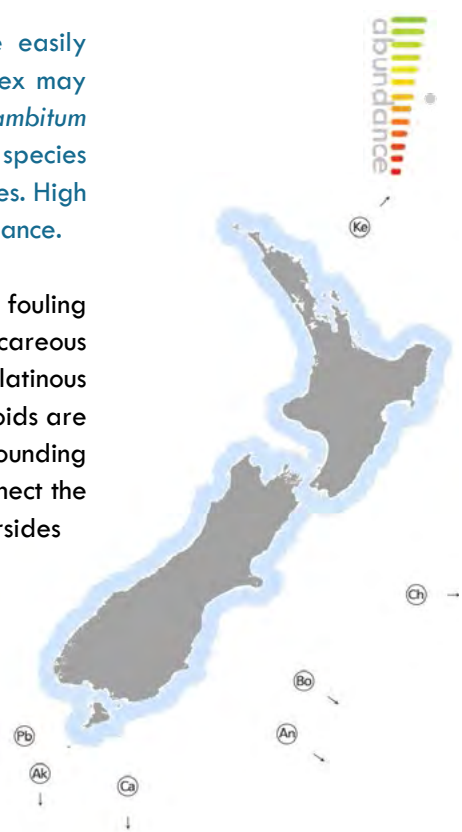 easily
ex may
ambitum
species
es. High
ance.
fouling
careous
latinous
oids are
ounding
nect the
rsides
abundance
Ke
Ch
Bo
An
Pb
Ak
Ca